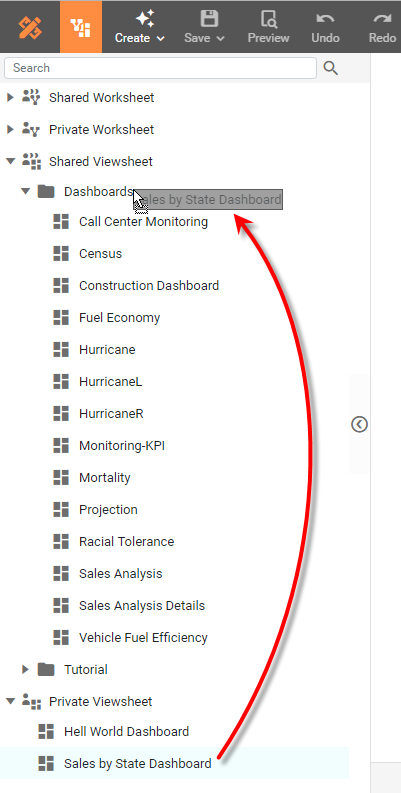 Create Save Preview Undo Redo
Search
Shared Worksheet
Private Worksheet
Shared Viewsheet
Dashboards
Sales by State Dashboard
Call Center Monitoring
Census
Construction Dashboard
Fuel Economy
Hurricane
HurricaneL
HurricaneR
Monitoring-KPI
Mortality
Projection
Racial Tolerance
Sales Analysis
Sales Analysis Details
Vehicle Fuel Efficiency
Tutorial
Private Viewsheet
Hell World Dashboard
Sales by State Dashboard